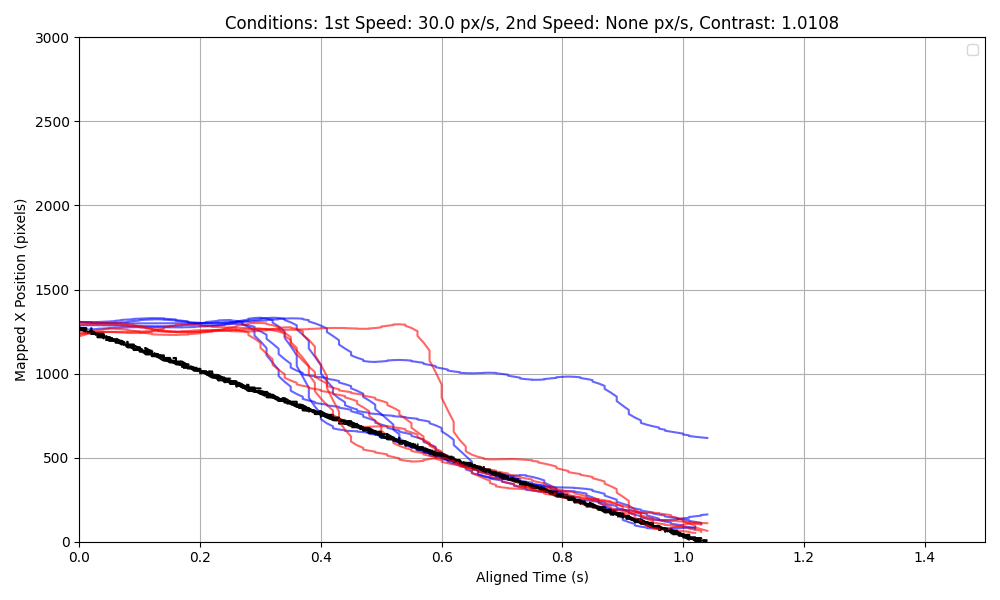 Conditions: 1st Speed: 30.0 px/s, 2nd Speed: None px/s, Contrast: 1.0108
Mapped X Position (pixels)
3000
2500
2000
1500
1000
500
0
0.0 0.2 0.4 0.6 0.8 1.0 1.2 1.4
Aligned Time (s)